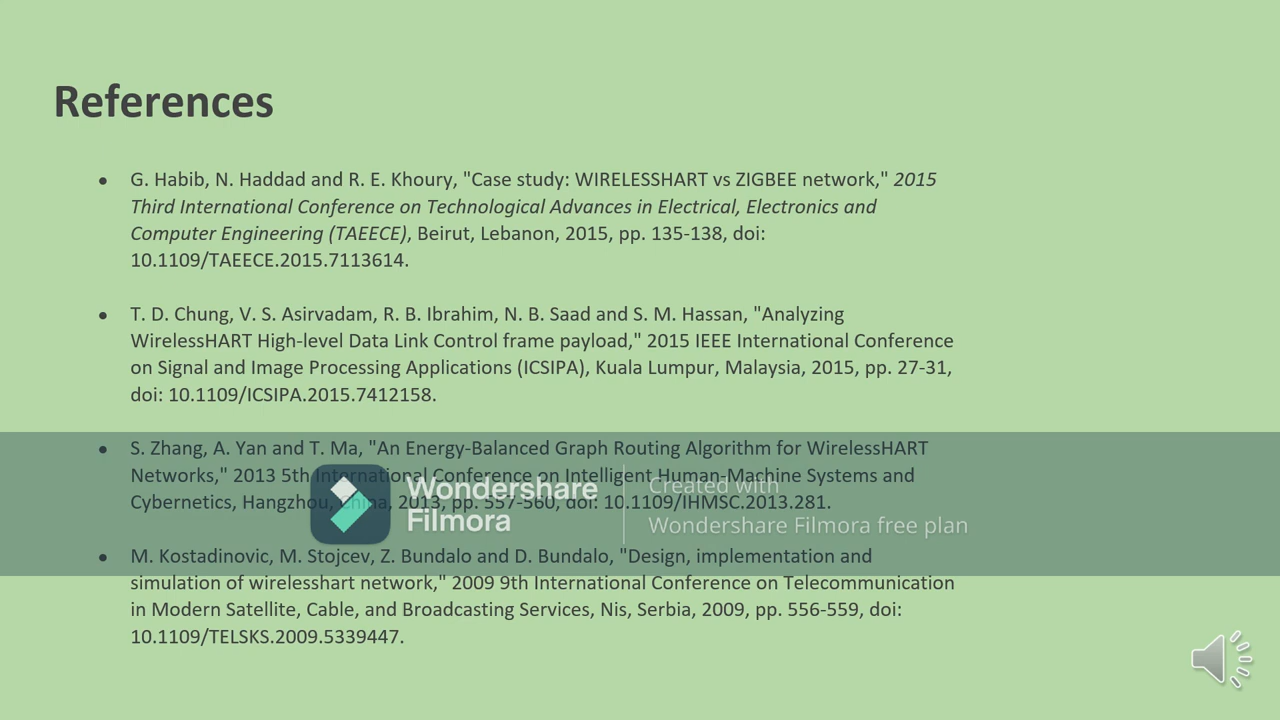 References
• G. Habib, N. Haddad and R. E. Khoury, "Case study: WIRELESSHART vs ZIGBEE network," 2015
Third International Conference on Technological Advances in Electrical, Electronics and
Computer Engineering (TAEECE), Beirut, Lebanon, 2015, pp. 135-138, doi:
10.1109/TAEECE.2015.7113614.
• T. D. Chung, V. S. Asirvadam, R. B. Ibrahim, N. B. Saad and S. M. Hassan, "Analyzing
WirelessHART High-level Data Link Control frame payload," 2015 IEEE International Conference
on Signal and Image Processing Applications (ICSIPA), Kuala Lumpur, Malaysia, 2015, pp. 27-31,
doi: 10.1109/ICSIPA.2015.7412158.
• S. Zhang, A. Yan and T. Ma, "An Energy-Balanced Graph Routing Algorithm for WirelessHART
Networks," 2013 5th International Conference on Intelligent Human-Machine Systems and
Cybernetics, Hangzhou, China, 2013, pp. 557-560, doi: 10.1109/IHMSC.2013.281.
Wondershare
Filmora
Created with
Wondershare Filmora free plan
• M. Kostadinovic, M. Stojcev, Z. Bundalo and D. Bundalo, "Design, implementation and
simulation of wirelesshart network," 2009 9th International Conference on Telecommunication
in Modern Satellite, Cable, and Broadcasting Services, Nis, Serbia, 2009, pp. 556-559, doi:
10.1109/TELSKS.2009.5339447.